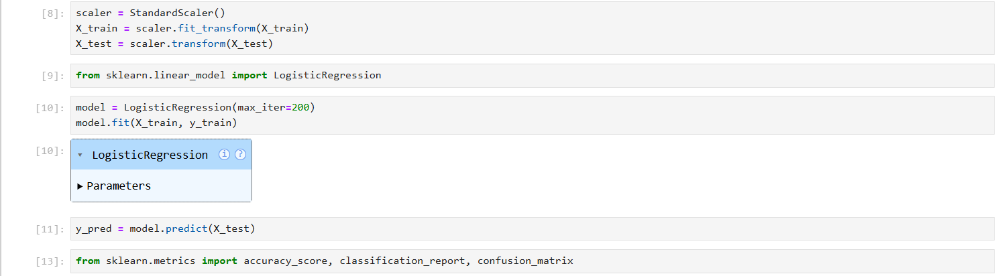 [8]: scaler = StandardScaler()
X_train = scaler.fit_transform(X_train)
X_test = scaler.transform(X_test)
[9]: from sklearn.linear_model import LogisticRegression
[10]: model = LogisticRegression(max_iter=200)
model.fit(X_train, y_train)
[10]: ▾ LogisticRegression i ?
▶ Parameters
[11]: y_pred = model.predict(X_test)
[13]: from sklearn.metrics import accuracy_score, classification_report, confusion_matrix